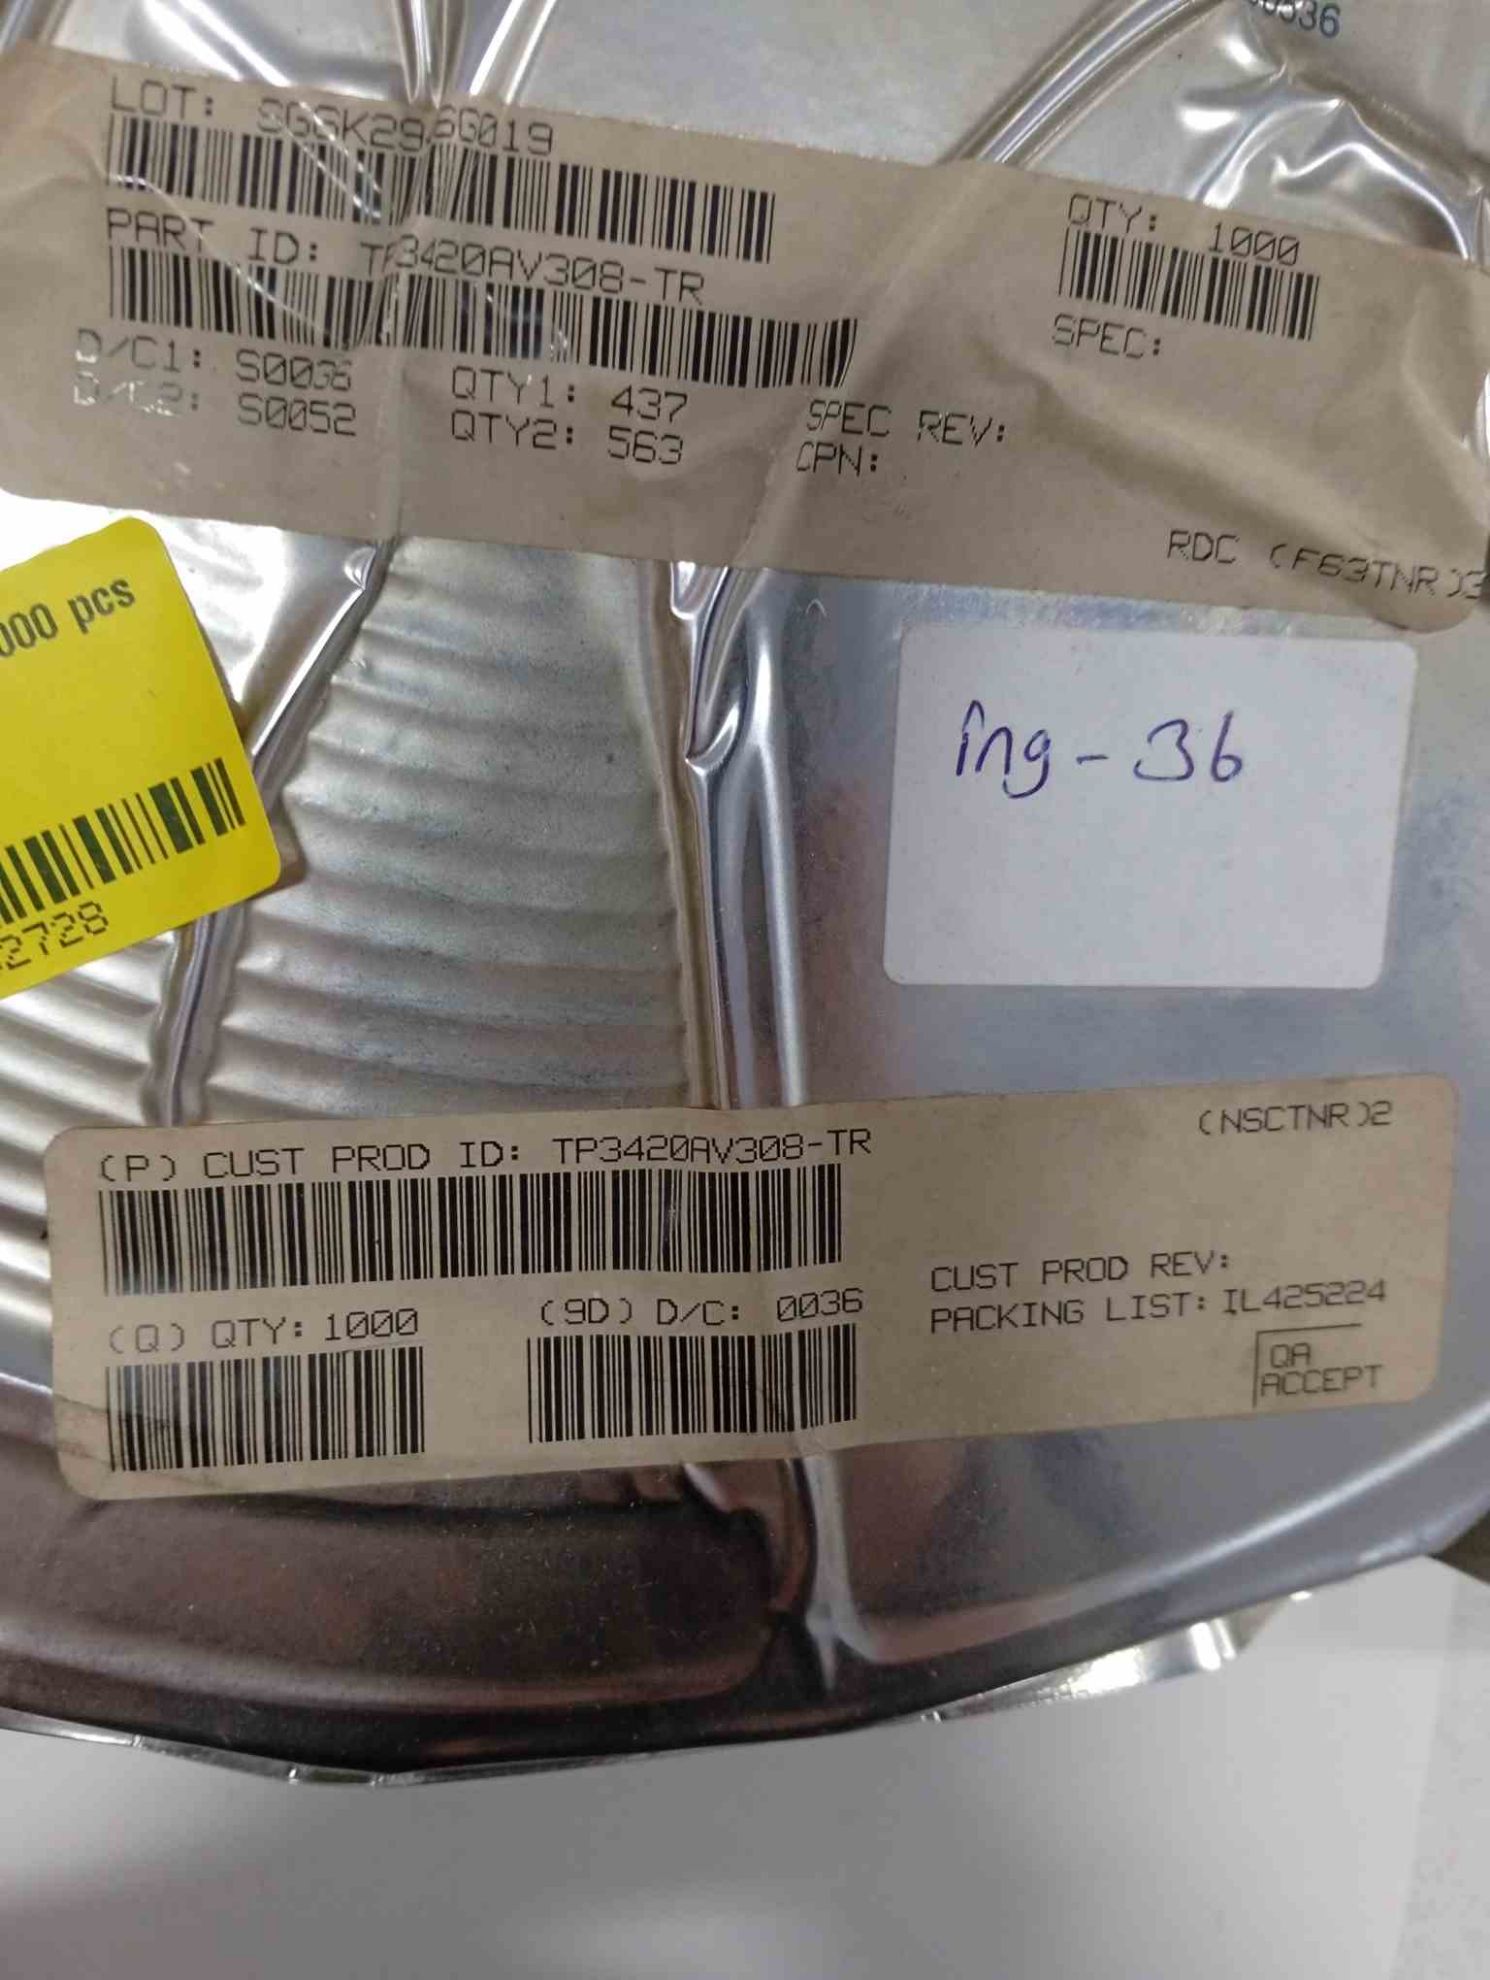 LOT: SGSK29.6G019
PART ID: TP3420AV308-TR
QTY: 1000
SPEC:
D/C1: S0036 QTY1: 437
D/C2: S0052 QTY2: 563
SPEC REV:
CPN:
RDC (F63TNR)3
000 pcs
2728
ing - 36
(NSCTNR)2
(P) CUST PROD ID: TP3420AV308-TR
(Q) QTY: 1000
(9D) D/C: 0036
CUST PROD REV:
PACKING LIST: IL425224
QA
ACCEPT